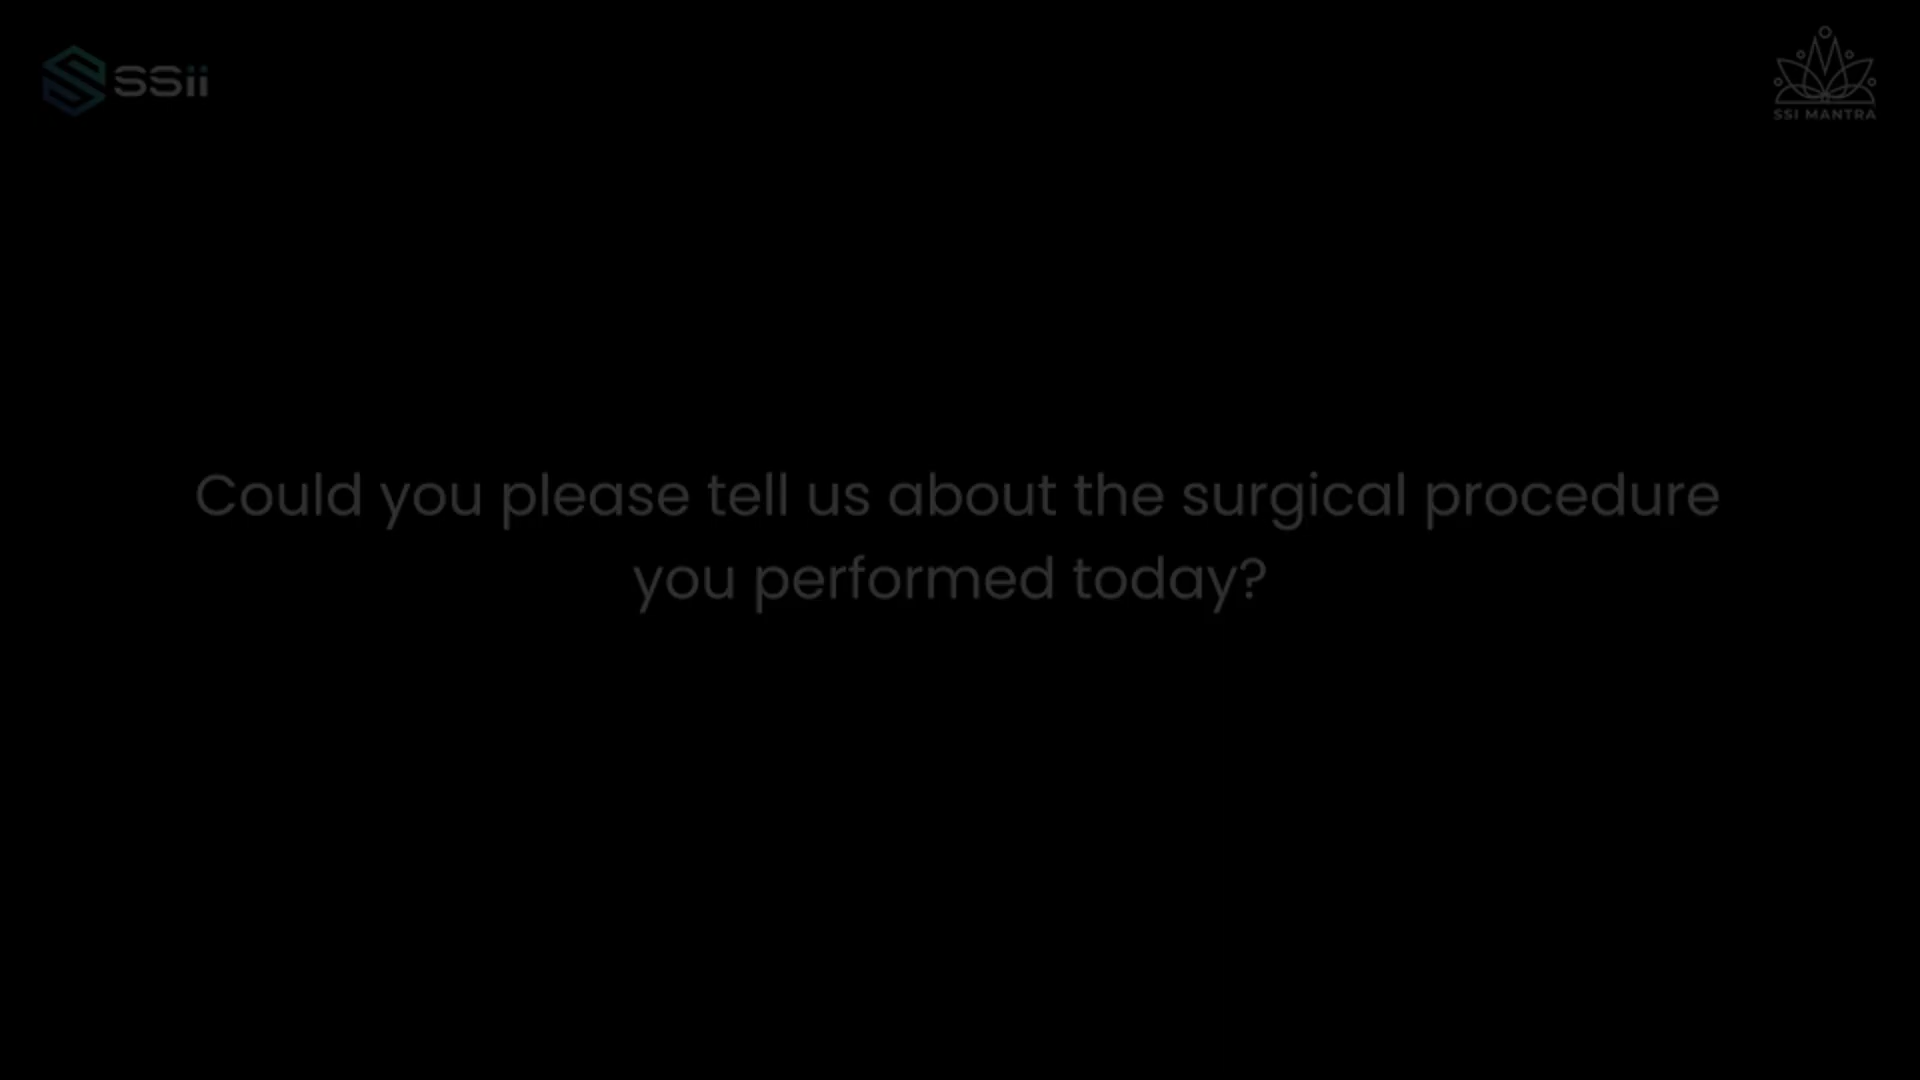 SSii
SSI MANTRA
Could you please tell us about the surgical procedure
you performed today?